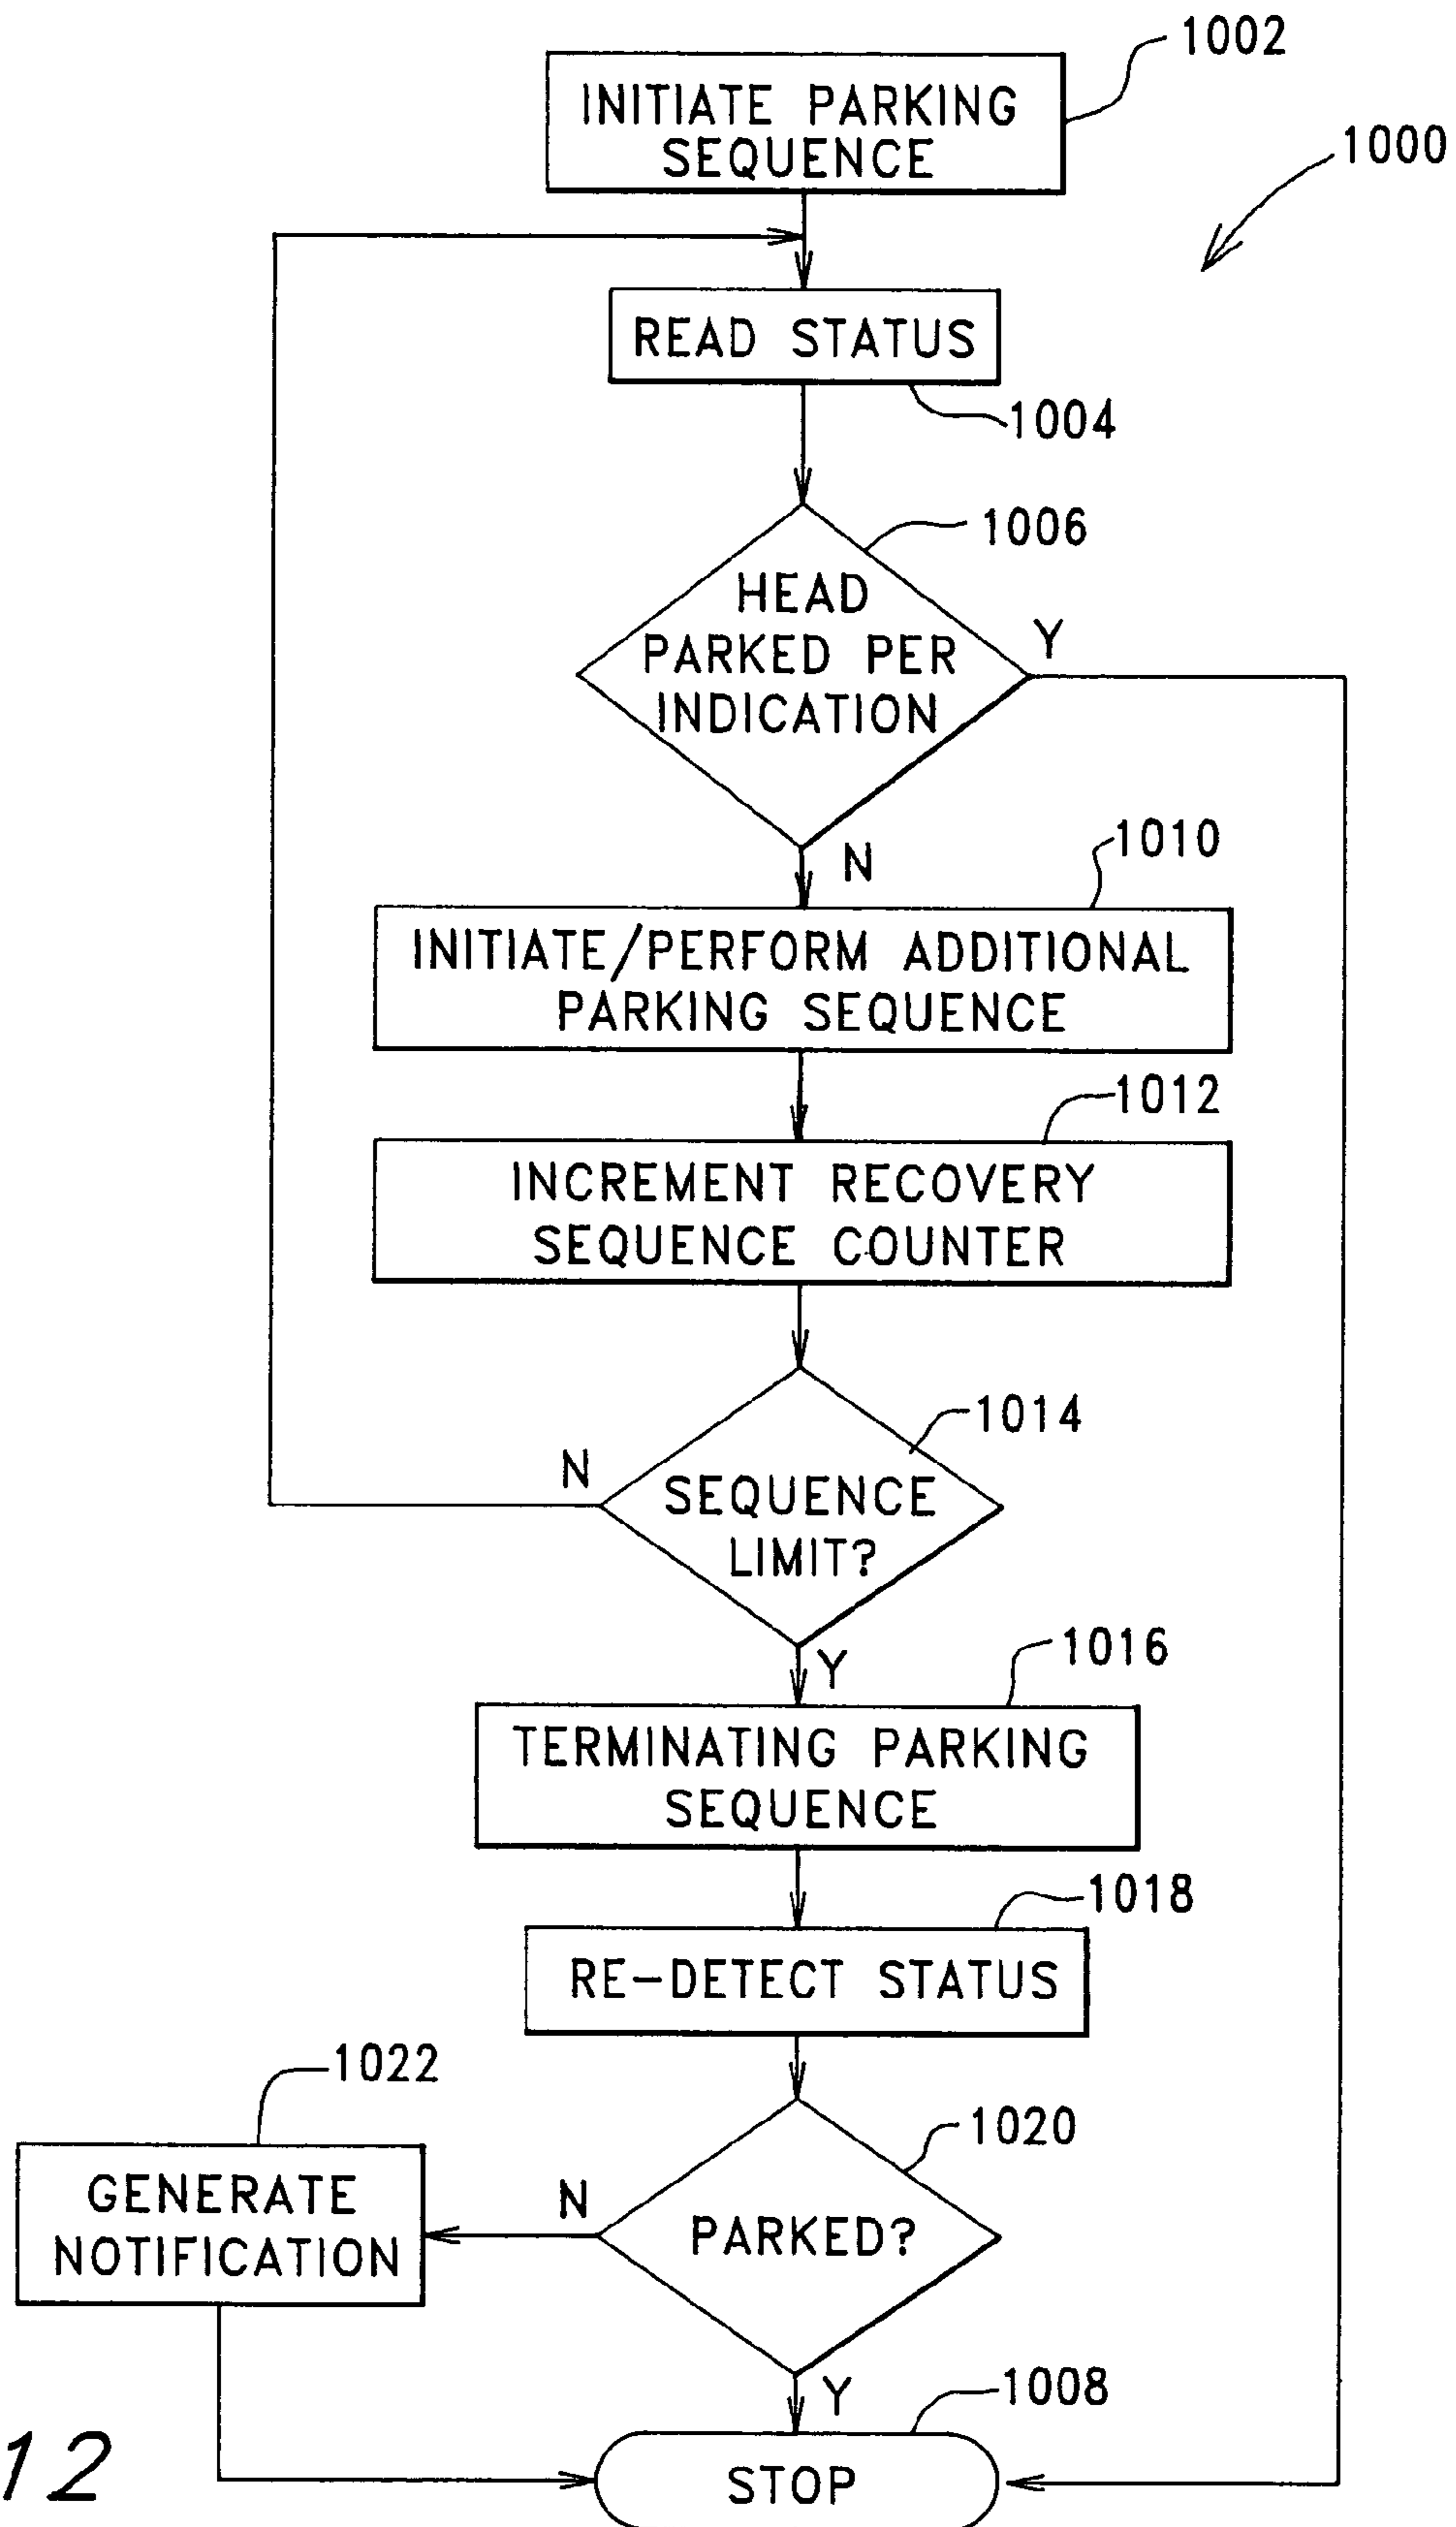 1002
INITIATE PARKING
SEQUENCE
1000
READ STATUS
1004
1006
HEAD
PARKED PER
INDICATION
Y
N
1010
INITIATE/PERFORM ADDITIONAL
PARKING SEQUENCE
1012
INCREMENT RECOVERY
SEQUENCE COUNTER
1014
N
SEQUENCE
LIMIT?
Y
1016
TERMINATING PARKING
SEQUENCE
1018
RE-DETECT STATUS
1022
1020
GENERATE
NOTIFICATION
N
PARKED?
Y
1008
STOP
12